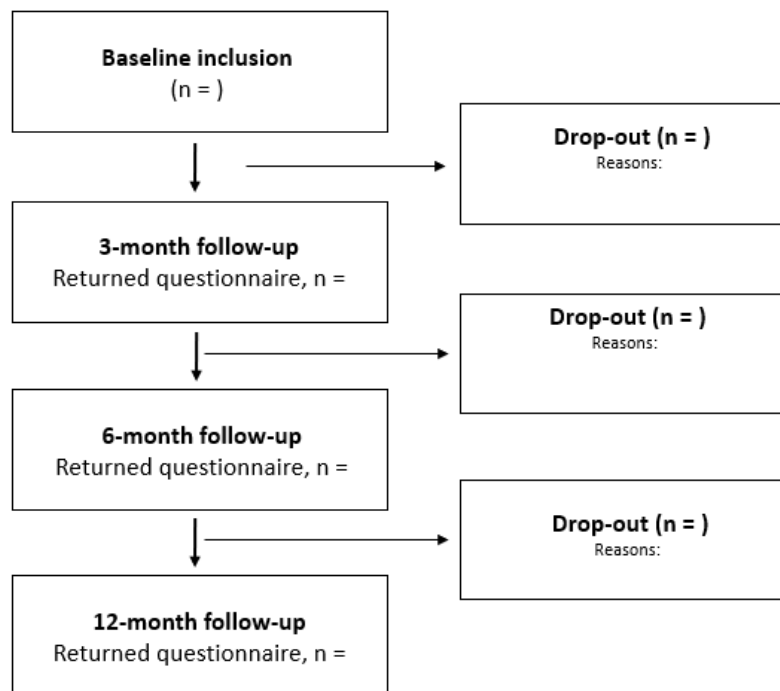 Baseline inclusion
(n = )
Drop-out (n = )
Reasons:
3-month follow-up
Returned questionnaire, n =
Drop-out (n = )
Reasons:
6-month follow-up
Returned questionnaire, n =
Drop-out (n = )
Reasons:
12-month follow-up
Returned questionnaire, n =